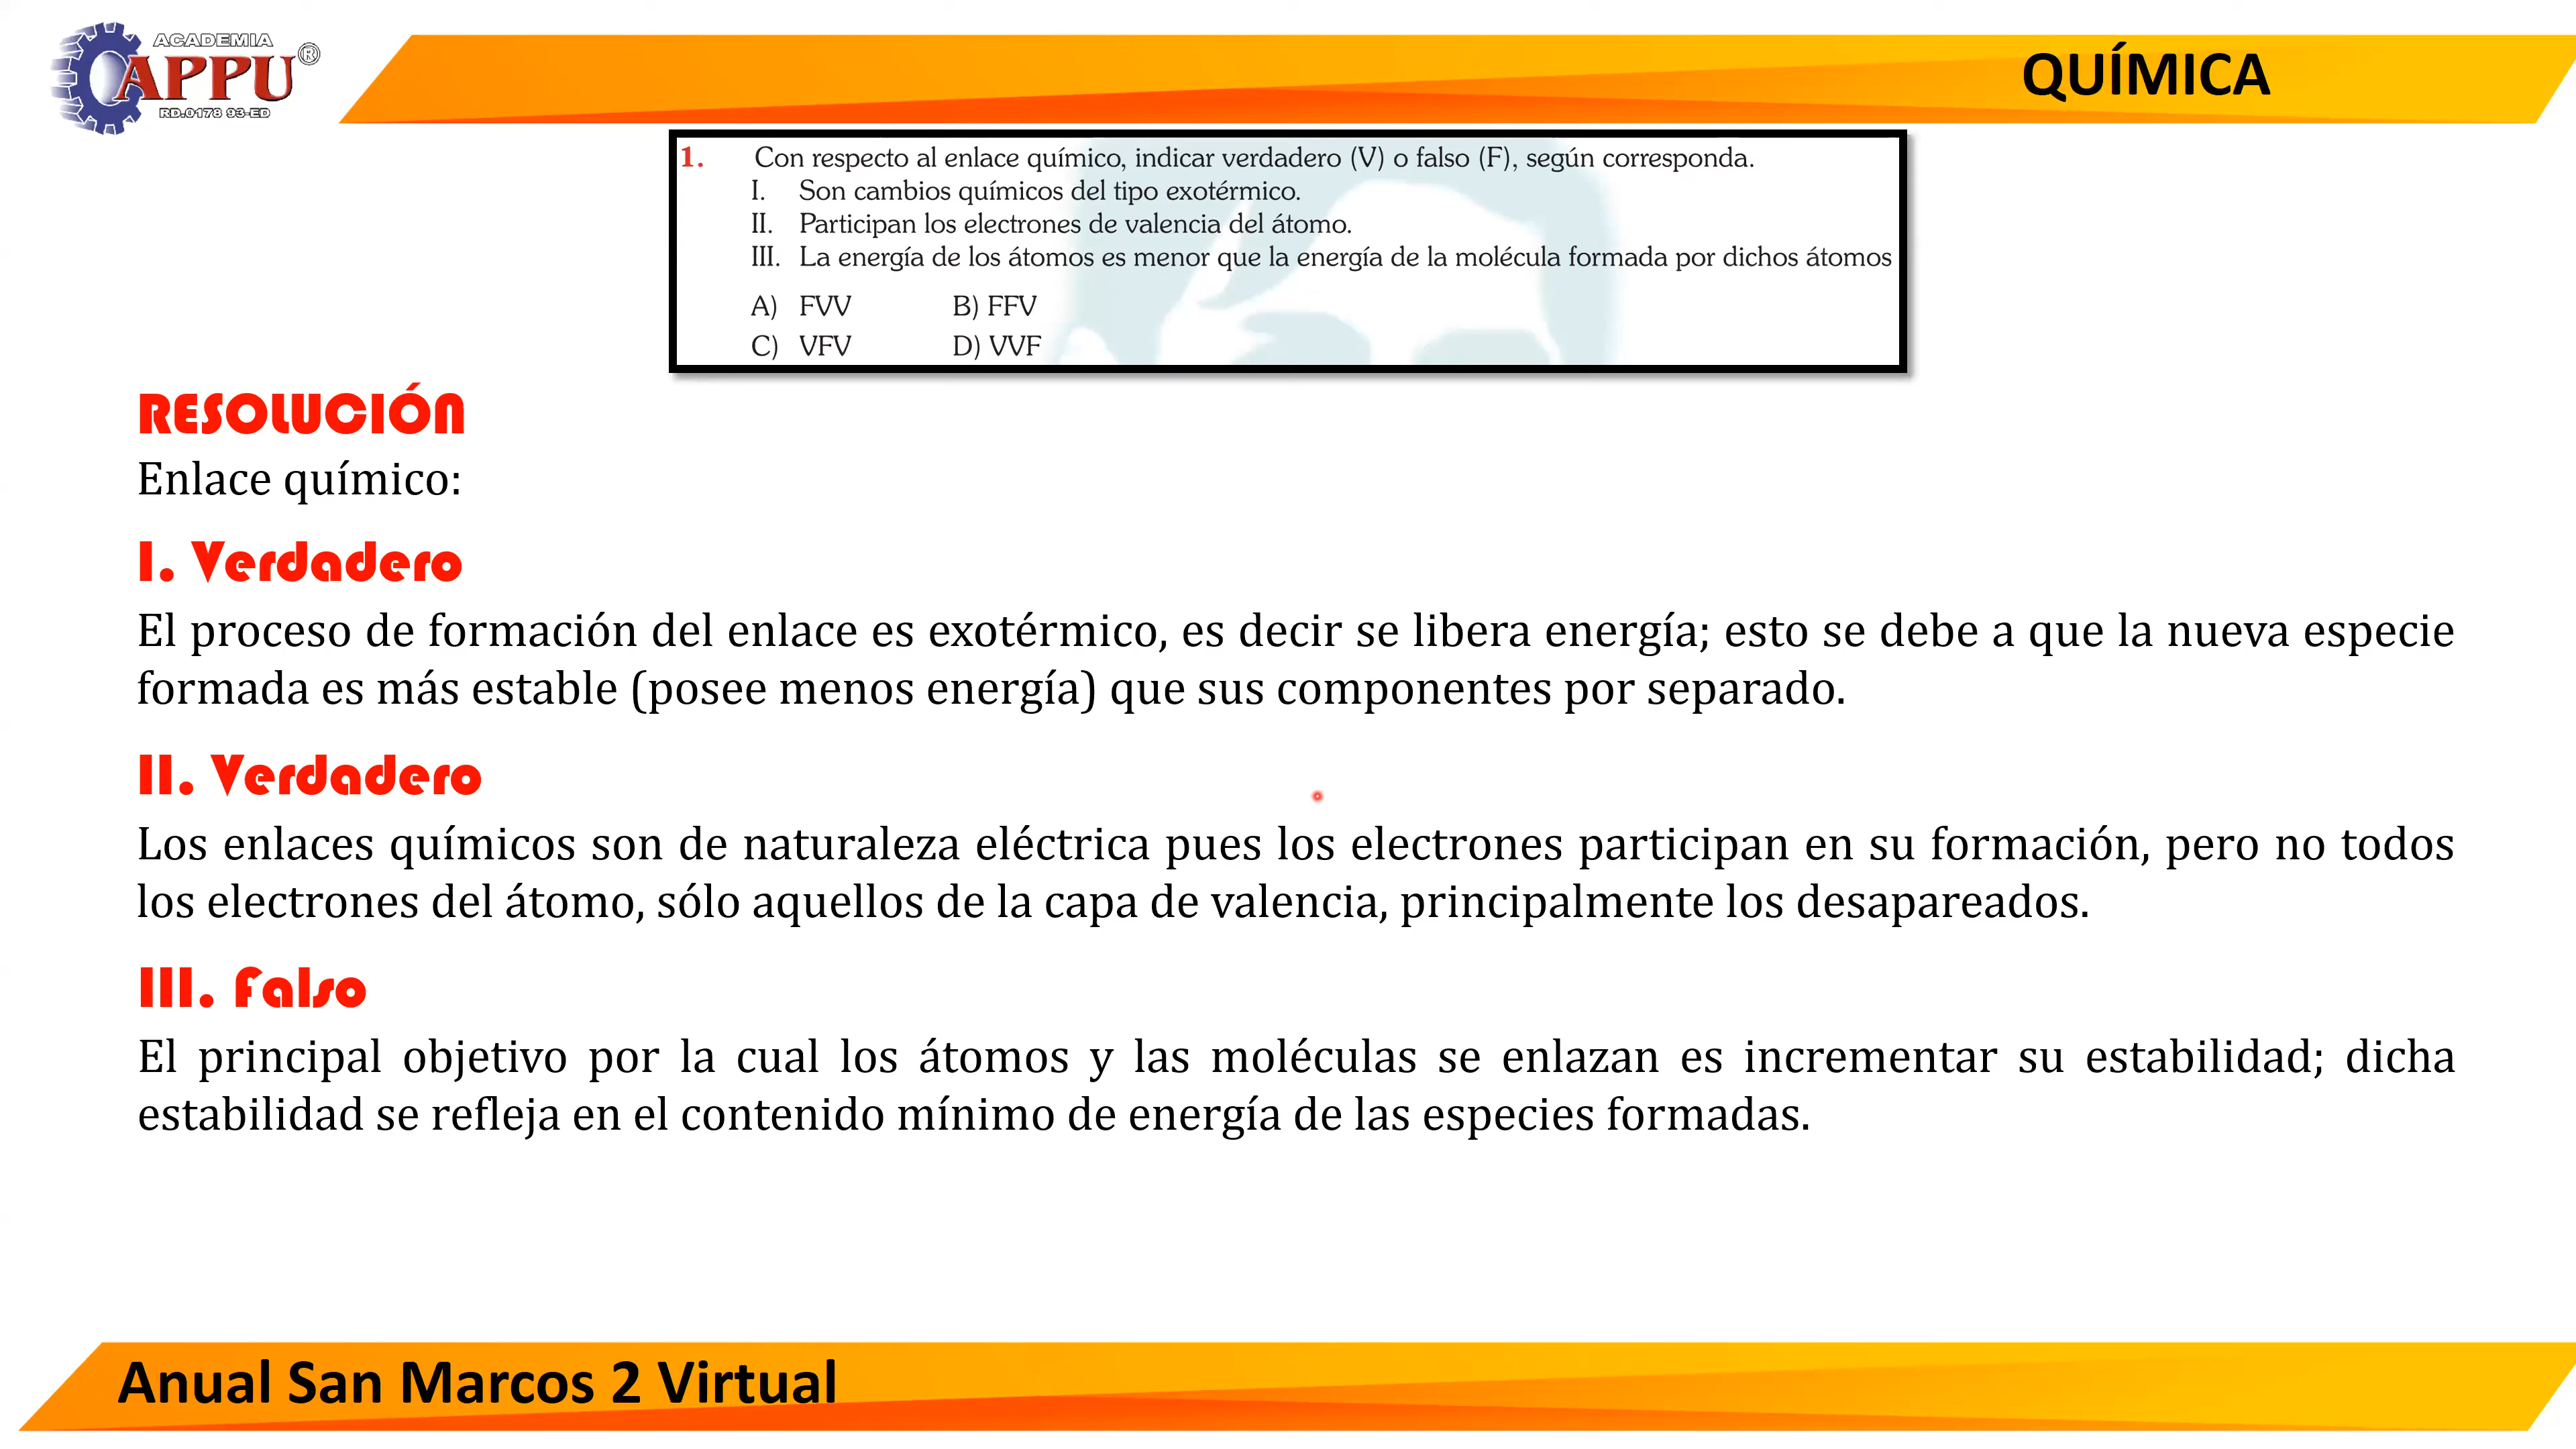 ACADEMIA
APPU®
RD.0178 93-ED
QUÍMICA
1. Con respecto al enlace químico, indicar verdadero (V) o falso (F), según corresponda.
I. Son cambios químicos del tipo exotérmico.
II. Participan los electrones de valencia del átomo.
III. La energía de los átomos es menor que la energía de la molécula formada por dichos átomos
A) FVV B) FFV
C) VFV D) VVF
RESOLUCIÓN
Enlace químico:
I. Verdadero
El proceso de formación del enlace es exotérmico, es decir se libera energía; esto se debe a que la nueva especie
formada es más estable (posee menos energía) que sus componentes por separado.
II. Verdadero
Los enlaces químicos son de naturaleza eléctrica pues los electrones participan en su formación, pero no todos
los electrones del átomo, sólo aquellos de la capa de valencia, principalmente los desapareados.
III. Falso
El principal objetivo por la cual los átomos y las moléculas se enlazan es incrementar su estabilidad; dicha
estabilidad se refleja en el contenido mínimo de energía de las especies formadas.
Anual San Marcos 2 Virtual